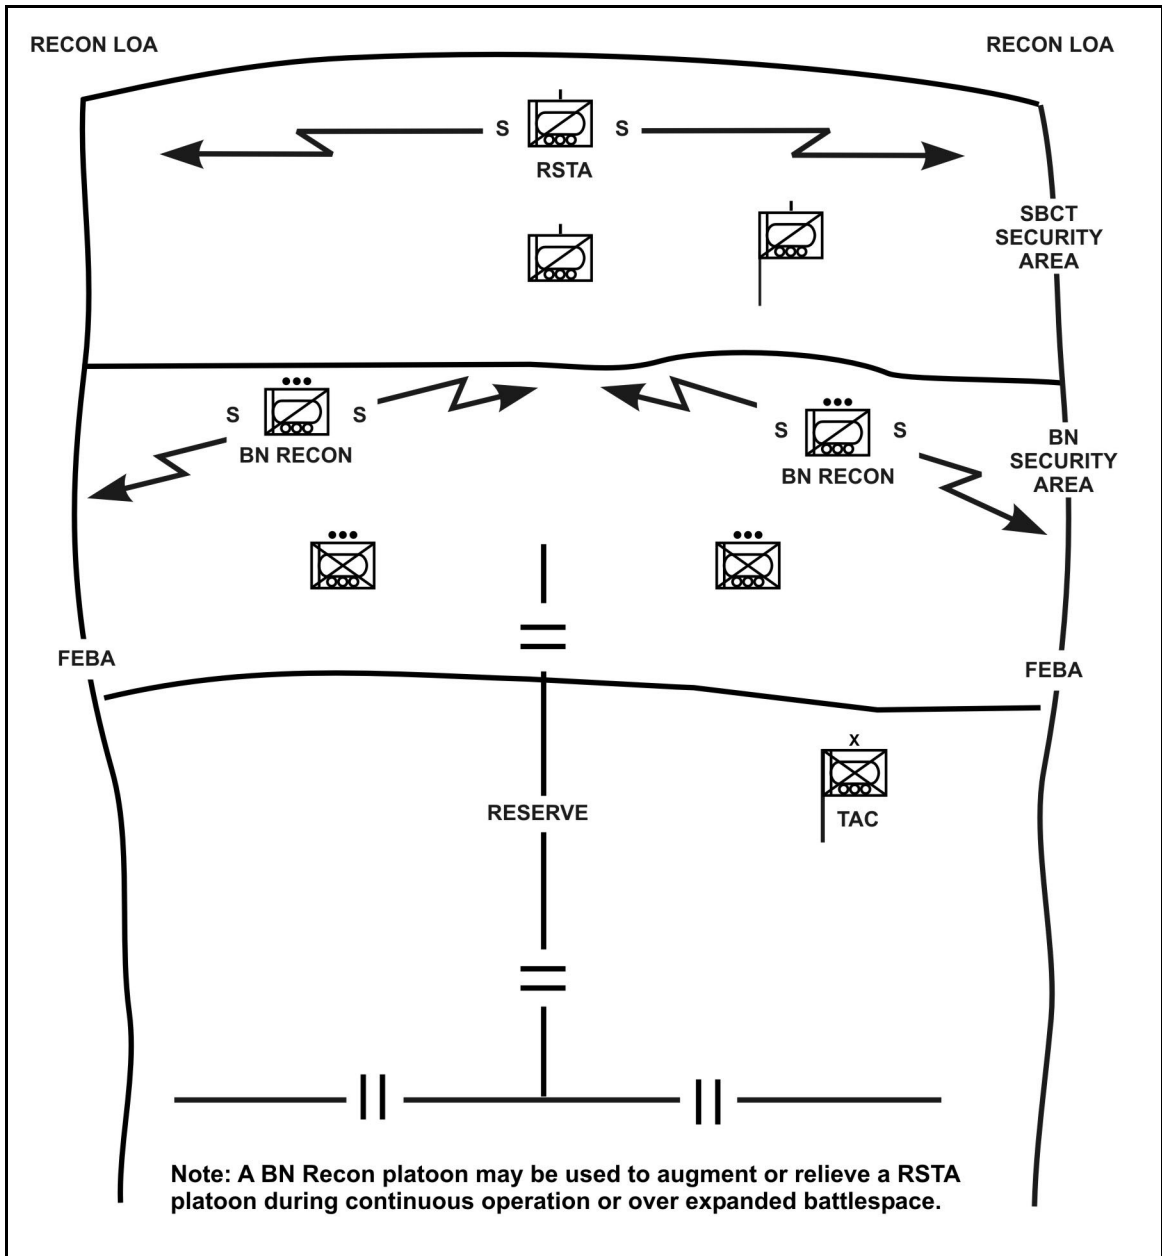 RECON LOA
RECON LOA
S
S
RSTA
SBCT
SECURITY
AREA
S
S
BN RECON
S
S
BN RECON
BN
SECURITY
AREA
FEBA
FEBA
X
TAC
RESERVE
Note: A BN Recon platoon may be used to augment or relieve a RSTA
platoon during continuous operation or over expanded battlespace.